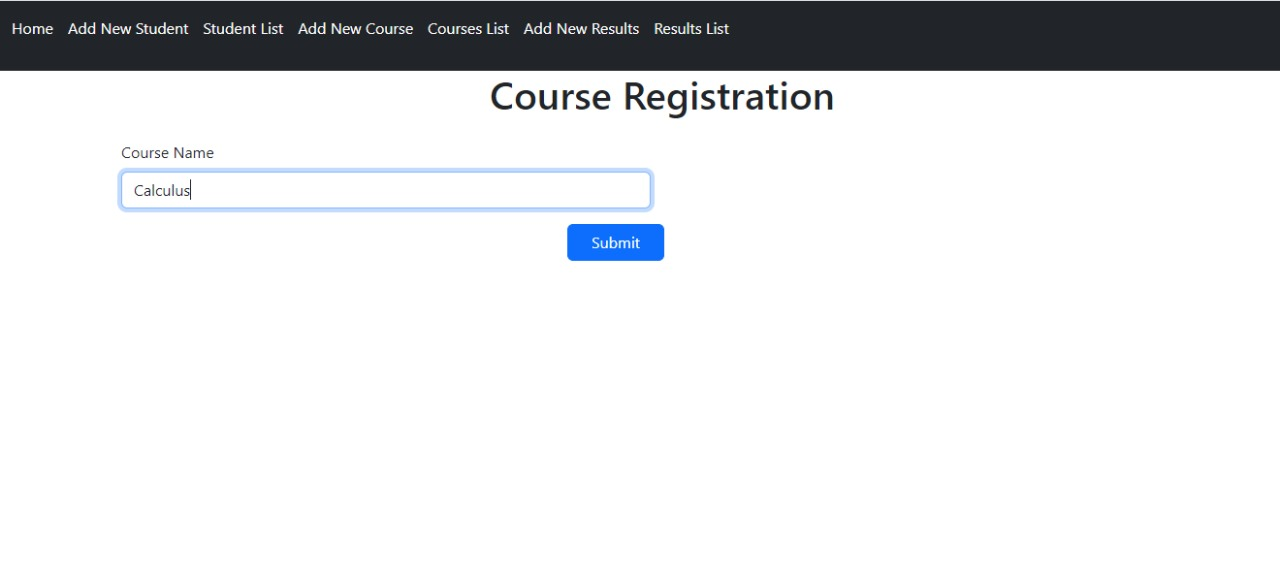 Home Add New Student Student List Add New Course Courses List Add New Results Results List
Course Registration
Course Name
Calculus
Submit